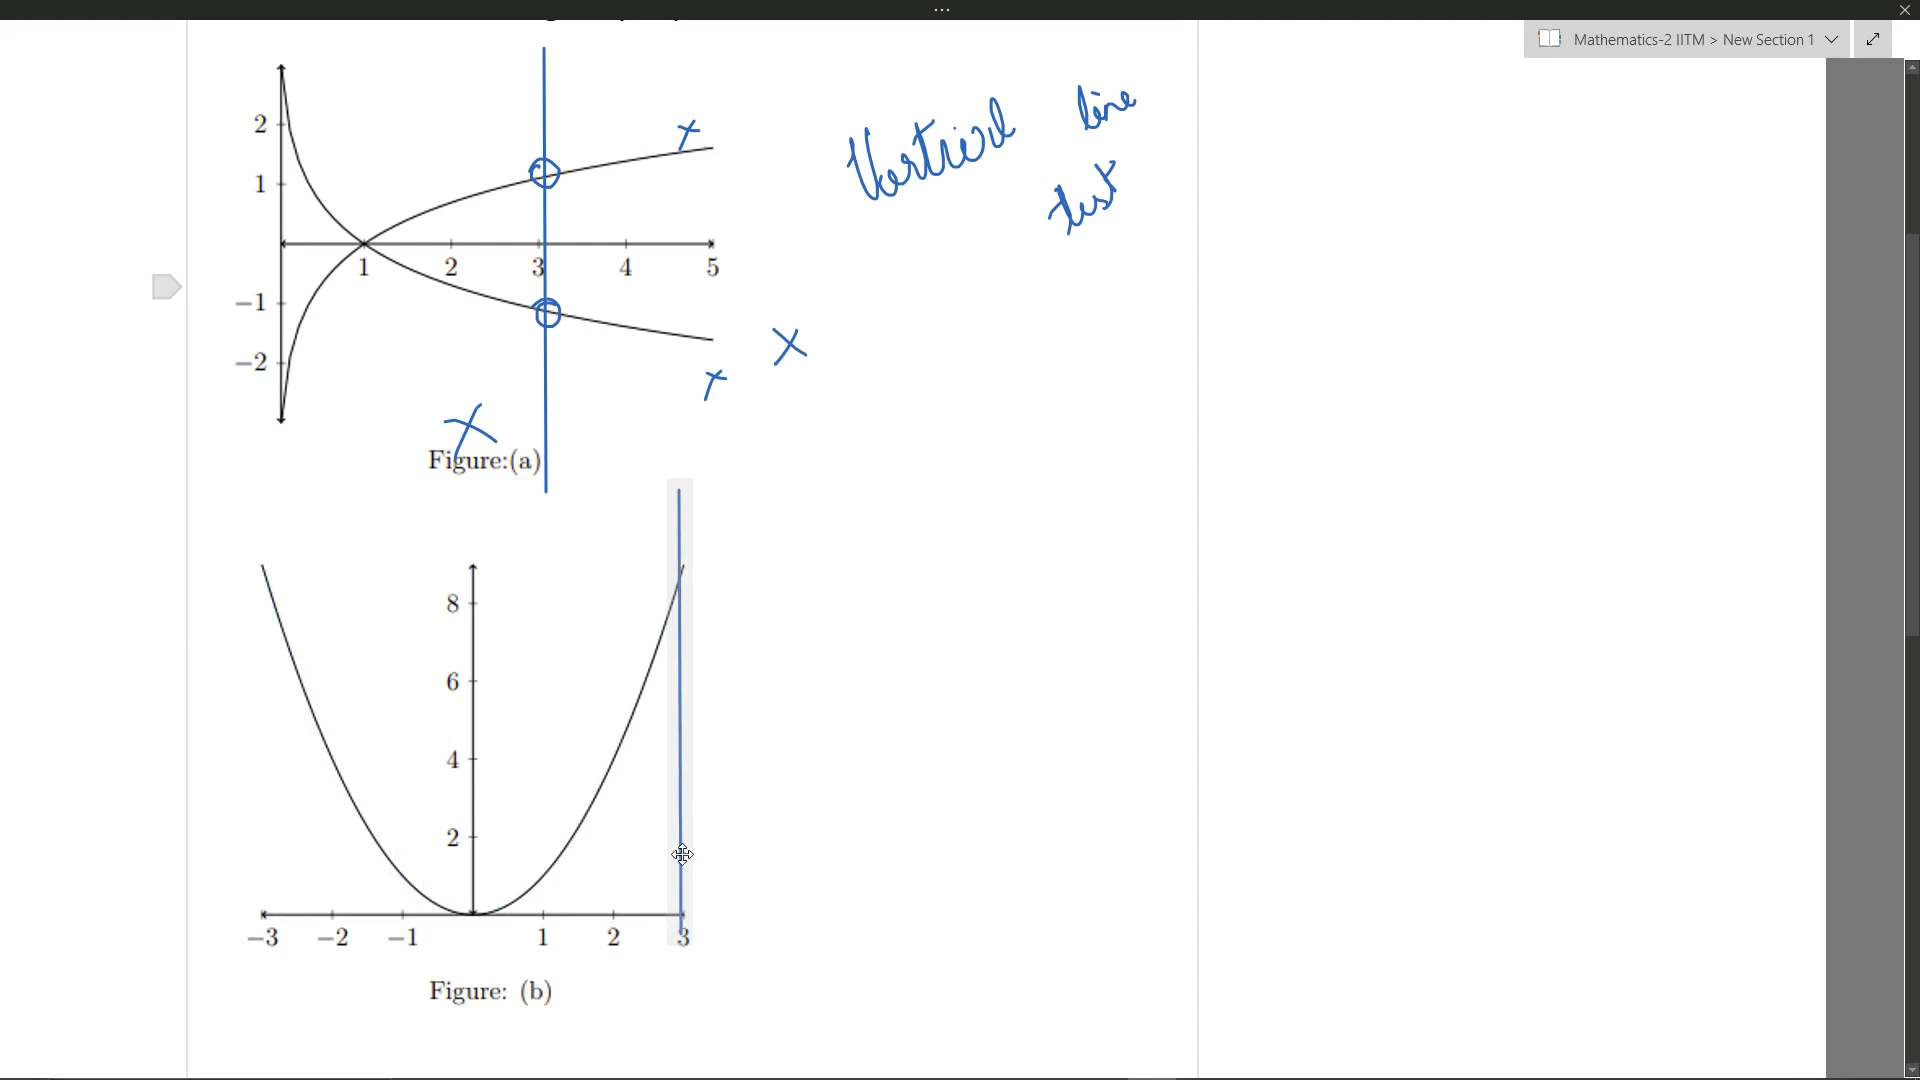 Mathematics-2 IITM > New Section 1
2
1
-1
-2
1 2 3 4 5
Vertical line
test
x
x
x
x
Figure:(a)
8
6
4
2
-3 -2 -1 1 2 3
Figure: (b)